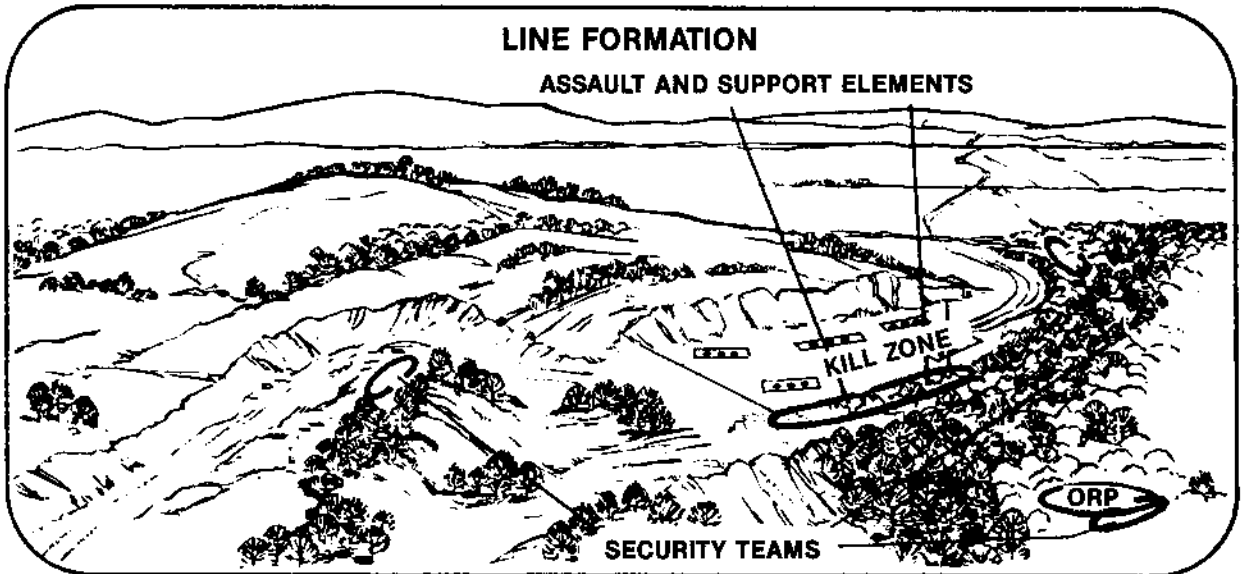 LINE FORMATION
ASSAULT AND SUPPORT ELEMENTS
KILL ZONE
ORP
SECURITY TEAMS